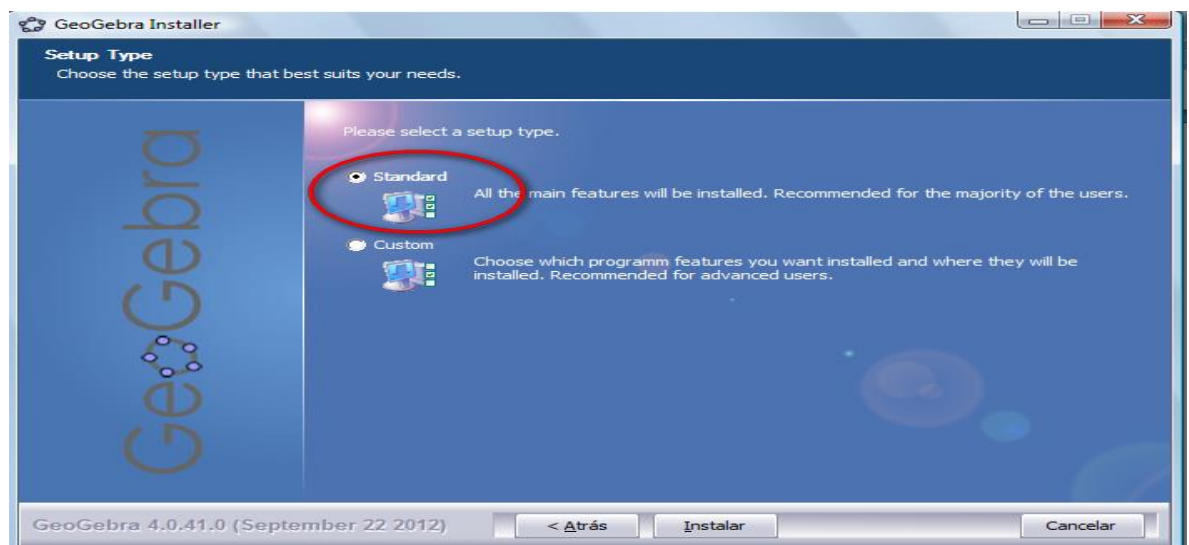 GeoGebra Installer
Setup Type
Choose the setup type that best suits your needs.
GeoGebra
Please select a setup type.
Standard
All the main features will be installed. Recommended for the majority of the users.
Custom
Choose which programm features you want installed and where they will be
installed. Recommended for advanced users.
GeoGebra 4.0.41.0 (September 22 2012)
< Atrás
Instalar
Cancelar